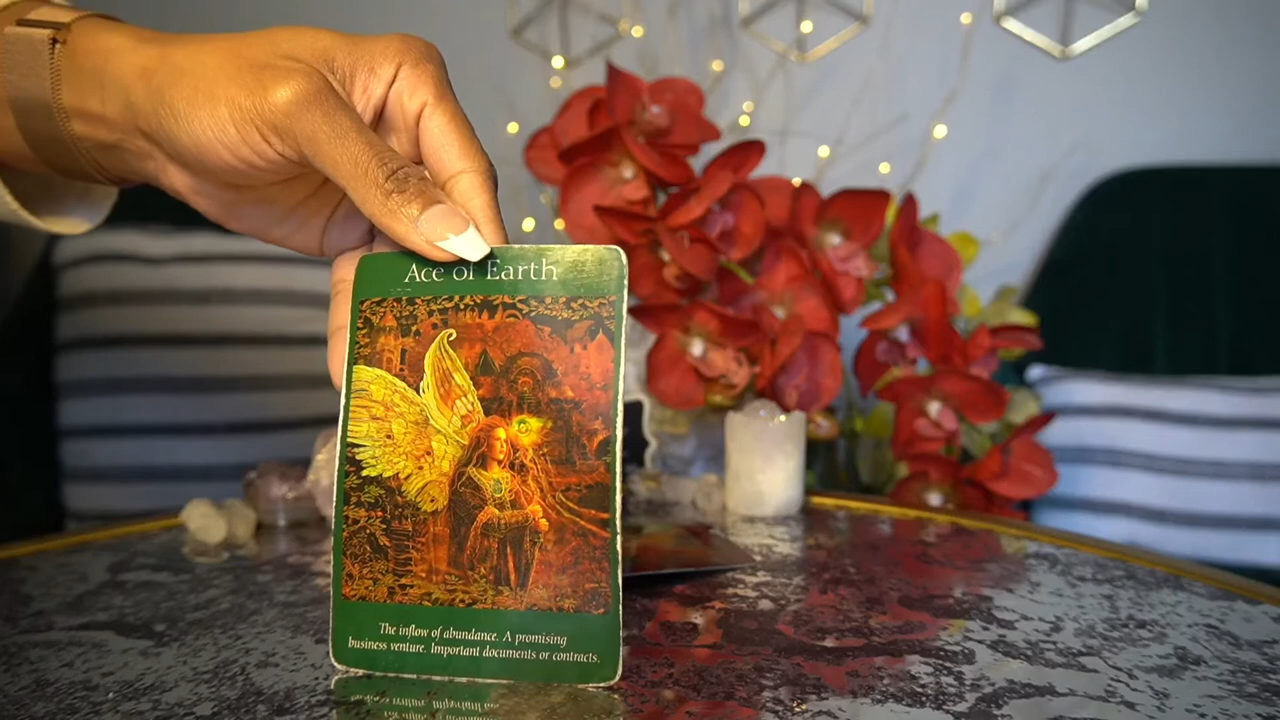 Ace of Earth
The inflow of abundance. A promising
business venture. Important documents or contracts.